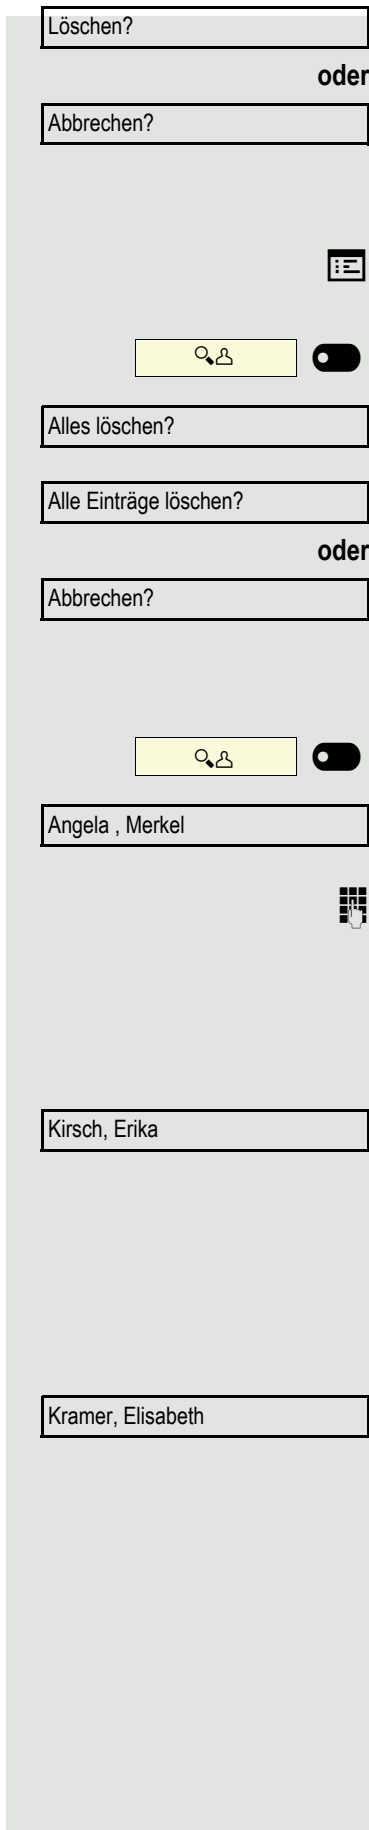 Löschen?
oder
Abbrechen?
Alles löschen?
Alle Einträge löschen?
oder
Abbrechen?
Angela , Merkel
Kirsch, Erika
Kramer, Elisabeth